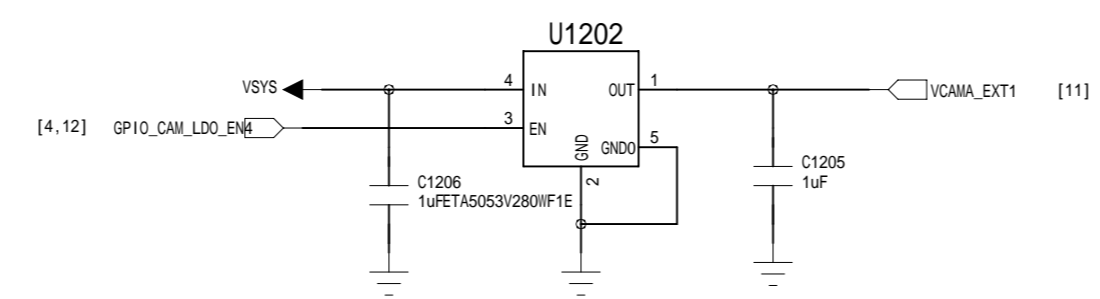 U1202
VSYS
4
IN
OUT
1
VCAMA_EXT1
[11]
[4,12]
GPIO_CAM_LDO_EN4
3
EN
GND
GND0
5
2
C1206
1uFETA5053V280WF1E
C1205
1uF